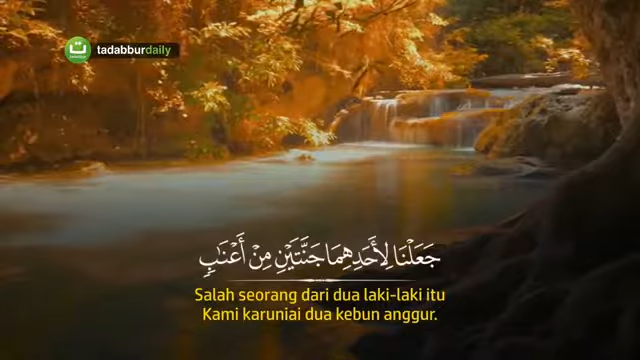 tadabburdaily
جَعَلْنَا لِأَحَدِهِمَا جَنَّتَيْنِ مِنْ أَعْنَٰبٍ
Salah seorang dari dua laki-laki itu
Kami karuniai dua kebun anggur.